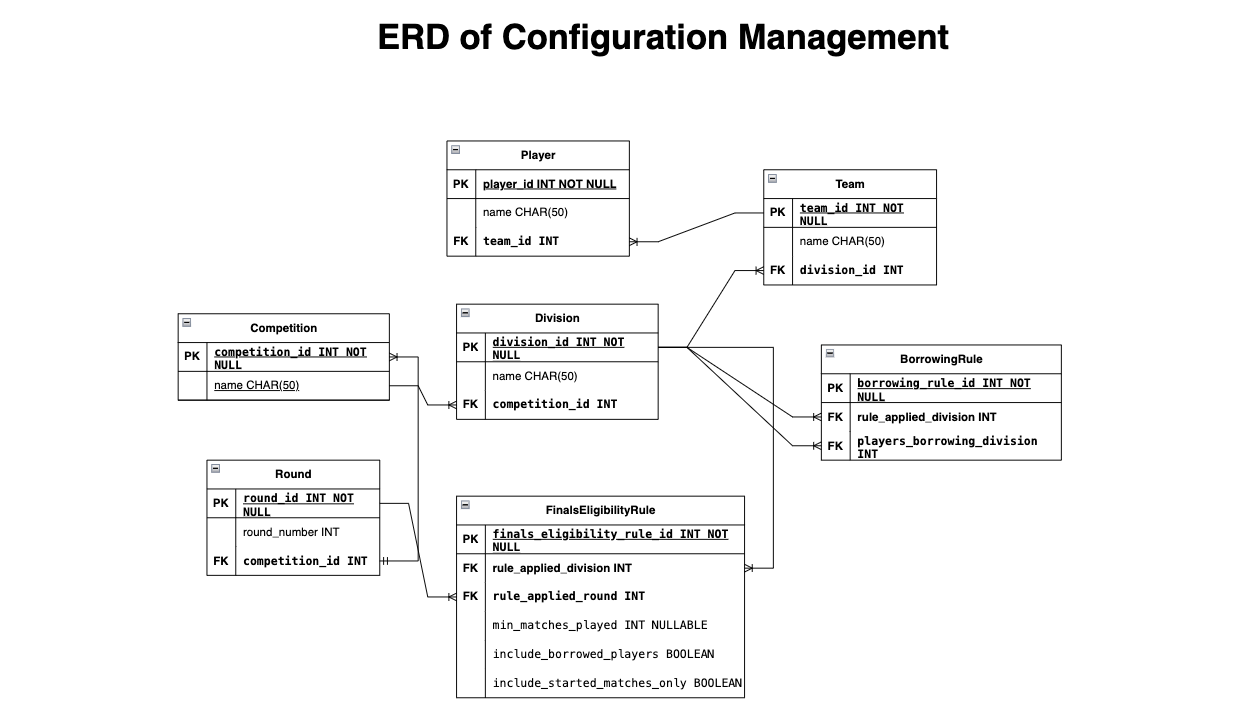 ERD of Configuration Management
Player
PK player_id INT NOT NULL
name CHAR(50)
FK team_id INT
Team
PK team_id INT NOT
NULL
name CHAR(50)
FK division_id INT
Competition
PK competition_id INT NOT
NULL
name CHAR(50)
Division
PK division_id INT NOT
NULL
name CHAR(50)
FK competition_id INT
BorrowingRule
PK borrowing_rule_id INT NOT
NULL
FK rule_applied_division INT
FK players_borrowing_division
INT
Round
PK round_id INT NOT
NULL
round_number INT
FK competition_id INT
FinalsEligibilityRule
PK finals_eligibility_rule_id INT NOT
NULL
FK rule_applied_division INT
FK rule_applied_round INT
min_matches_played INT NULLABLE
include_borrowed_players BOOLEAN
include_started_matches_only BOOLEAN